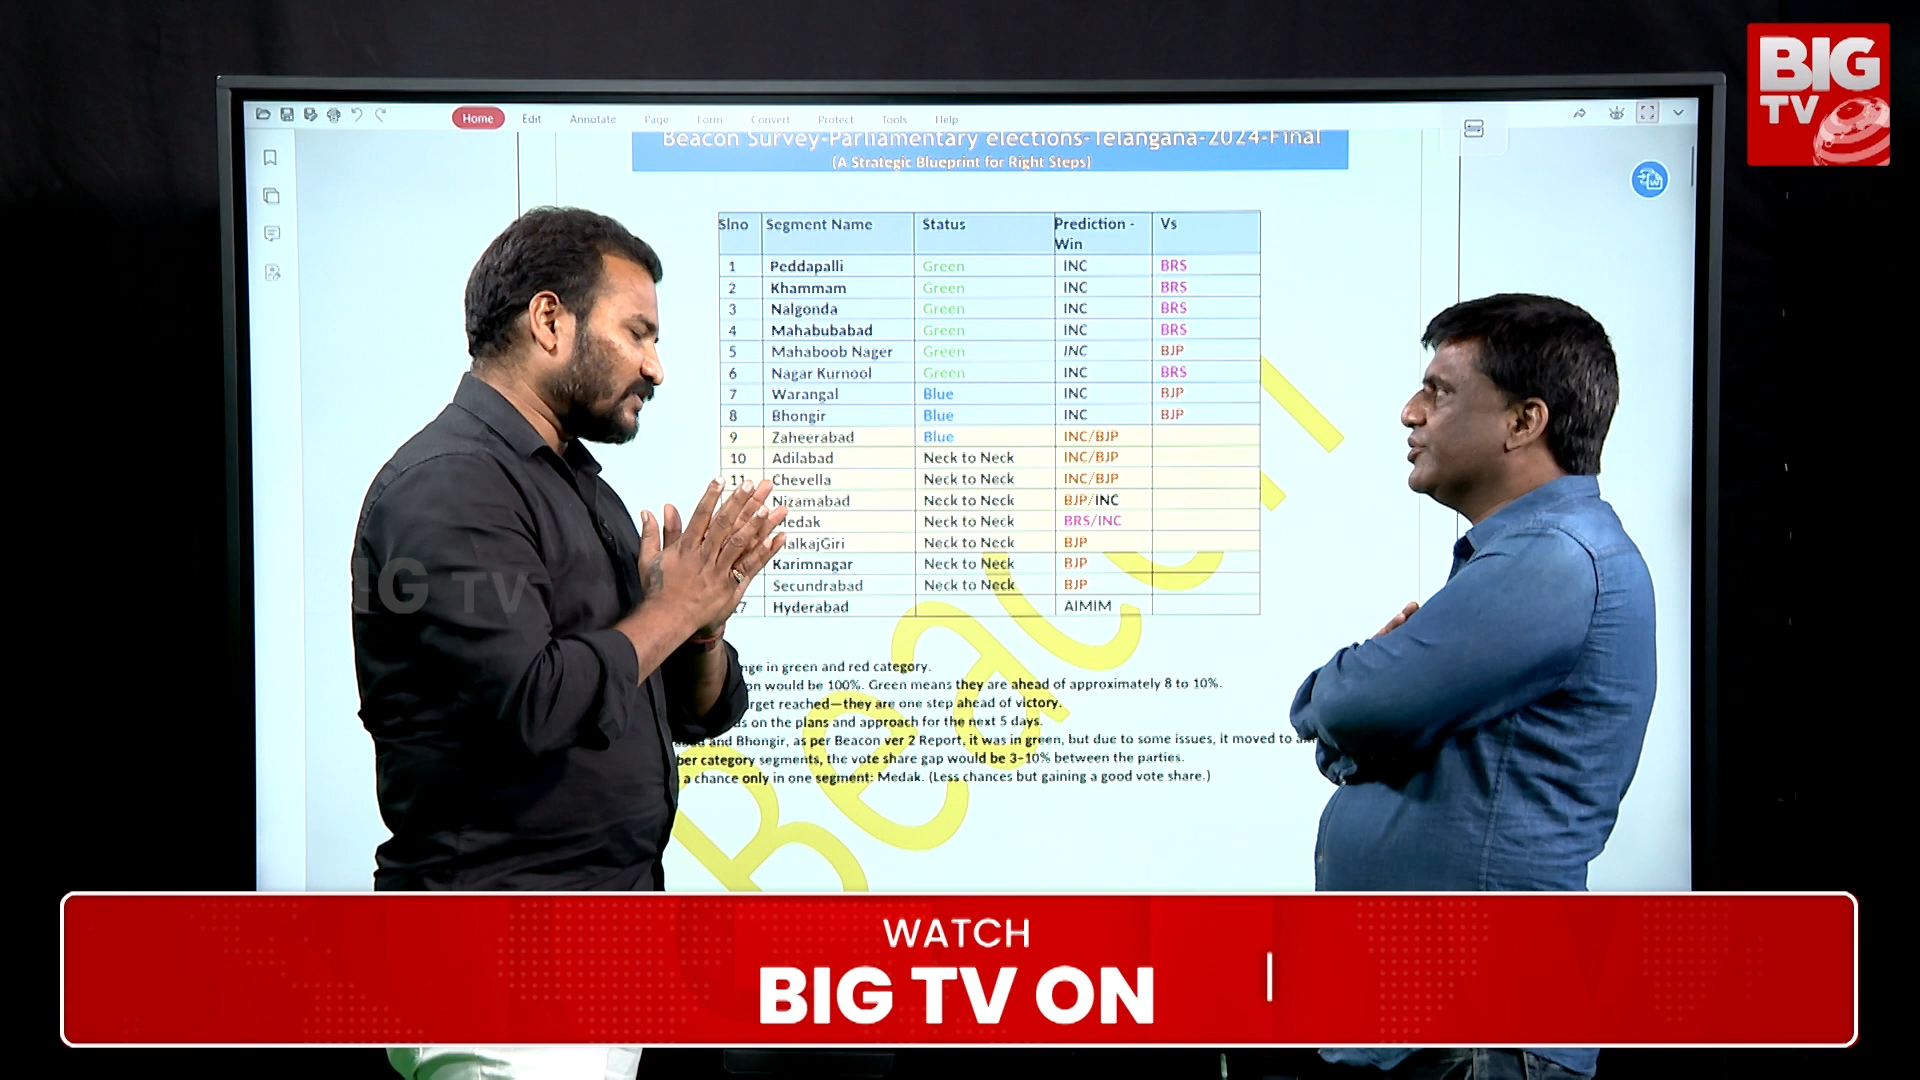 BIG
TV
Home Edit Annotate Page Form Convert Protect Tools Help
Beacon Survey-Parliamentary elections-Telangana-2024-Final
(A Strategic Blueprint for Right Steps)
Slno Segment Name Status Prediction - Win Vs
1 Peddapalli Green INC BRS
2 Khammam Green INC BRS
3 Nalgonda Green INC BRS
4 Mahabubabad Green INC BRS
5 Mahaboob Nager Green INC BJP
6 Nagar Kurnool Green INC BRS
7 Warangal Blue INC BJP
8 Bhongir Blue INC BJP
9 Zaheerabad Blue INC/BJP
10 Adilabad Neck to Neck INC/BJP
11 Chevella Neck to Neck INC/BJP
Nizamabad Neck to Neck BJP/INC
Medak Neck to Neck BRS/INC
alkajGiri Neck to Neck BJP
Karimnagar Neck to Neck BJP
Secundrabad Neck to Neck BJP
17 Hyderabad AIMIM
nge in green and red category.
on would be 100%. Green means they are ahead of approximately 8 to 10%.
rget reached—they are one step ahead of victory.
s on the plans and approach for the next 5 days.
and Bhongir, as per Beacon ver 2 Report, it was in green, but due to some issues, it moved to
ber category segments, the vote share gap would be 3-10% between the parties.
a chance only in one segment: Medak. (Less chances but gaining a good vote share.)
Beacon
BIG TV
WATCH
BIG TV ON